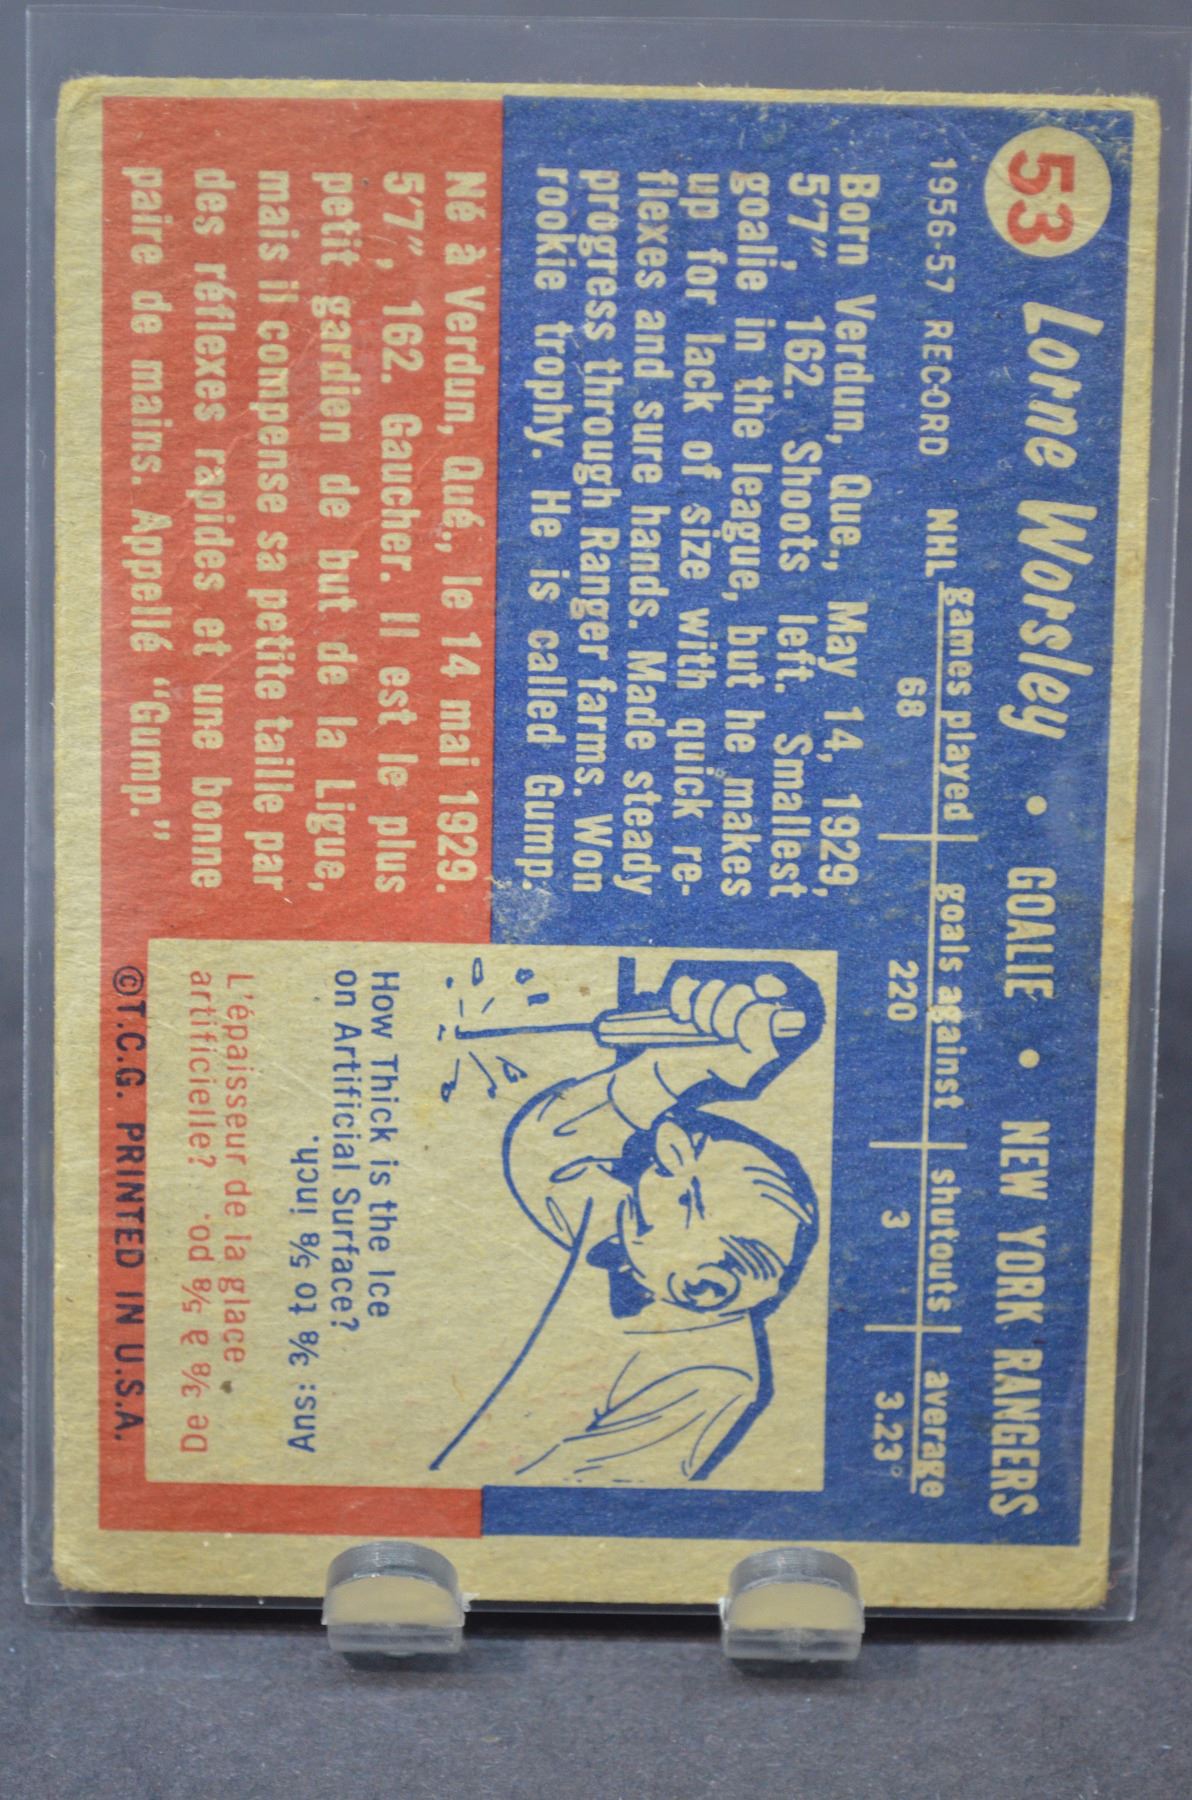 53 Lorne Worsley • GOALIE • NEW YORK RANGERS
1956-57 RECORD NHL games played goals against shutouts average
68 220 3 3.23
Born Verdun, Que., May 14, 1929,
5'7", 162. Shoots left. Smallest
goalie in the league, but he makes
up for lack of size with quick re-
flexes and sure hands. Made steady
progress through Ranger farms. Won
rookie trophy. He is called Gump.
Né à Verdun, Qué., le 14 mai 1929.
5'7", 162. Gaucher. Il est le plus
petit gardien de but de la Ligue,
mais il compense sa petite taille par
des réflexes rapides et une bonne
paire de mains. Appellé "Gump."
How Thick is the Ice
on Artificial Surface?
Ans: 3/8 to 5/8 inch.
L'épaisseur de la glace
artificielle?
De 3/8 à 5/8 po.
©T.C.G. PRINTED IN U.S.A.